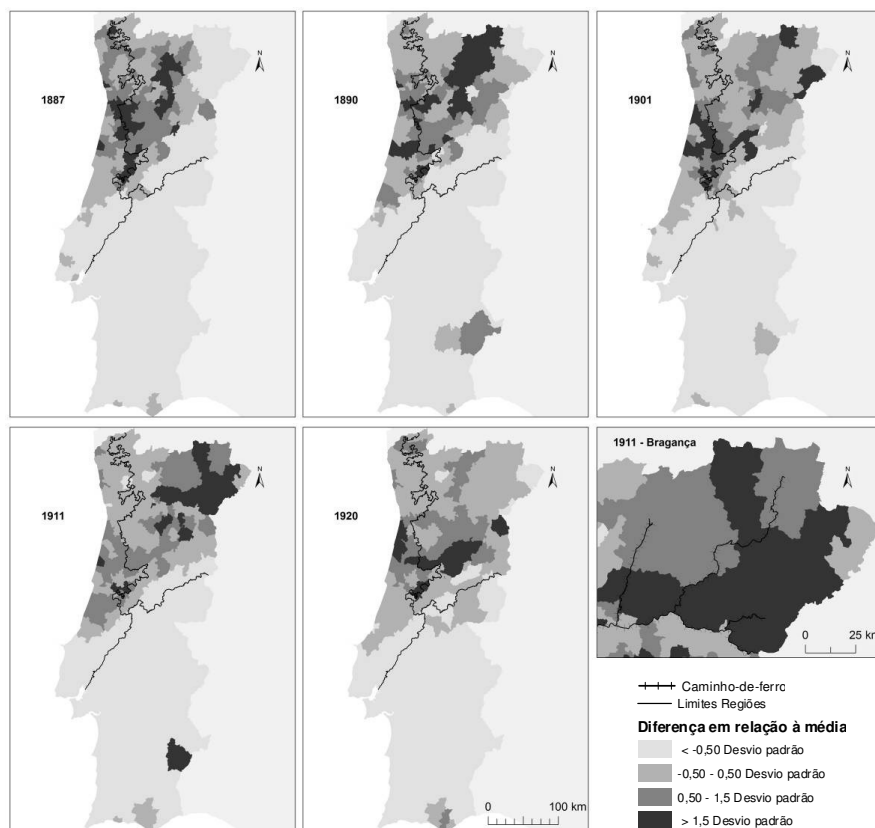 1887
N
1890
N
1901
N
1911
N
1920
N
0 100 km
1911 - Bragança
N
0 25 km
Caminho-de-ferro
Limites Regiões
Diferença em relação à média
< -0,50 Desvio padrão
-0,50 - 0,50 Desvio padrão
0,50 - 1,5 Desvio padrão
> 1,5 Desvio padrão